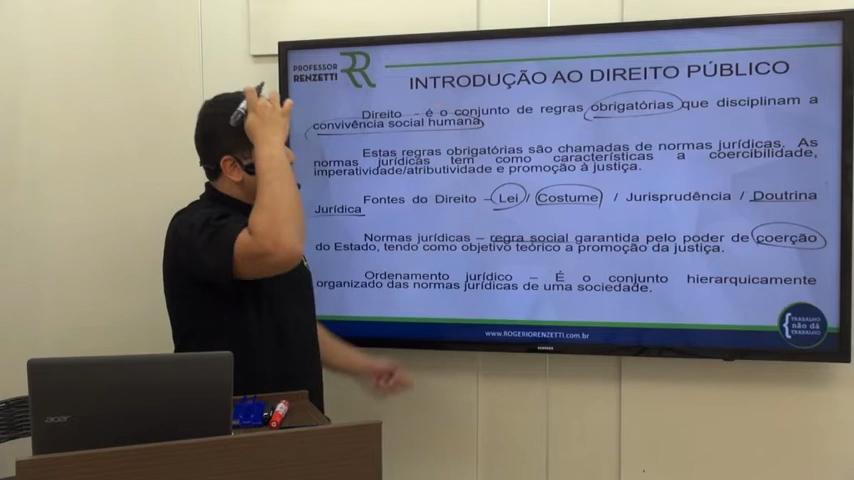 PROFESSOR
RENZETTI
INTRODUÇÃO AO DIREITO PÚBLICO
Direito - é o conjunto de regras obrigatórias que disciplinam a
convivência social humana
Estas regras obrigatórias são chamadas de normas jurídicas. As
normas jurídicas tem como características a coercibilidade,
imperatividade/atributividade e promoção à justiça.
Fontes do Direito – Lei / Costume / Jurisprudência / Doutrina
Jurídica
Normas jurídicas – regra social garantida pelo poder de coerção
do Estado, tendo como objetivo teórico a promoção da justiça.
Ordenamento jurídico – É o conjunto hierarquicamente
organizado das normas jurídicas de uma sociedade.
TRABALHO
não dá
TRABALHO
WWW.ROGERIORENZETTI.COM.BR
acer